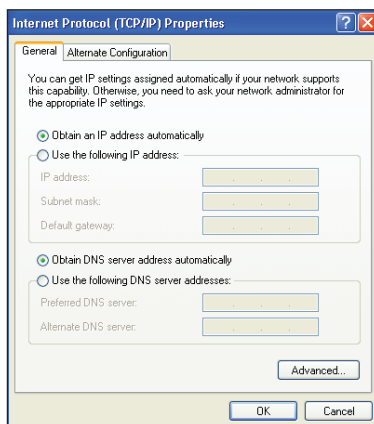 Internet Protocol (TCP/IP) Properties
General Alternate Configuration
You can get IP settings assigned automatically if your network supports
this capability. Otherwise, you need to ask your network administrator for
the appropriate IP settings.
Obtain an IP address automatically
Use the following IP address:
IP address:
Subnet mask:
Default gateway:
Obtain DNS server address automatically
Use the following DNS server addresses:
Preferred DNS server:
Alternate DNS server:
Advanced...
OK Cancel